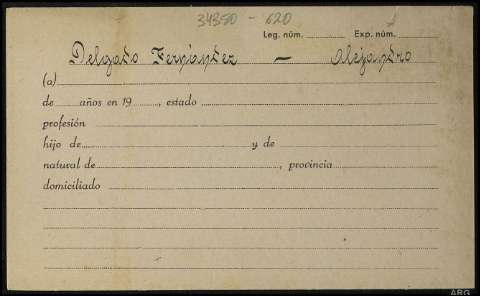 34350 - 620
Leg. núm. Exp. núm.
Delgado Fernández — Alejandro
(a)
de años en 19 , estado
profesión
hijo de y de
natural de , provincia
domiciliado
ARG